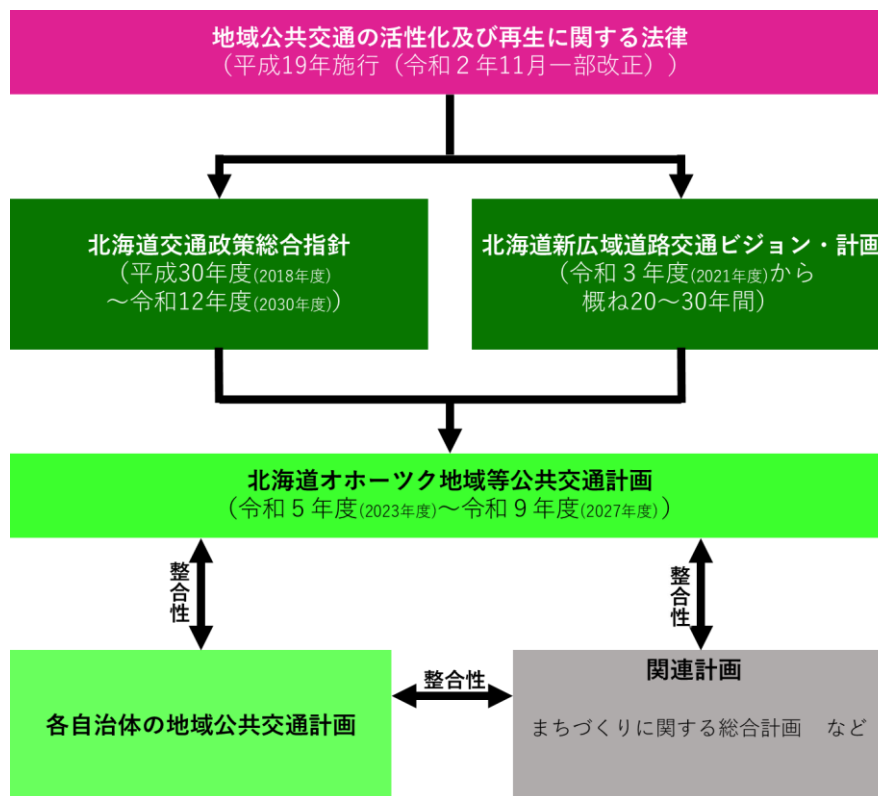 地域公共交通の活性化及び再生に関する法律
（平成19年施行（令和２年11月一部改正））
北海道交通政策総合指針
（平成30年度(2018年度)
～令和12年度(2030年度)）
北海道新広域道路交通ビジョン・計画
（令和３年度(2021年度)から
概ね20～30年間）
北海道オホーツク地域等公共交通計画
（令和５年度(2023年度)～令和９年度(2027年度)）
整合性
整合性
各自治体の地域公共交通計画
整合性
関連計画
まちづくりに関する総合計画　など